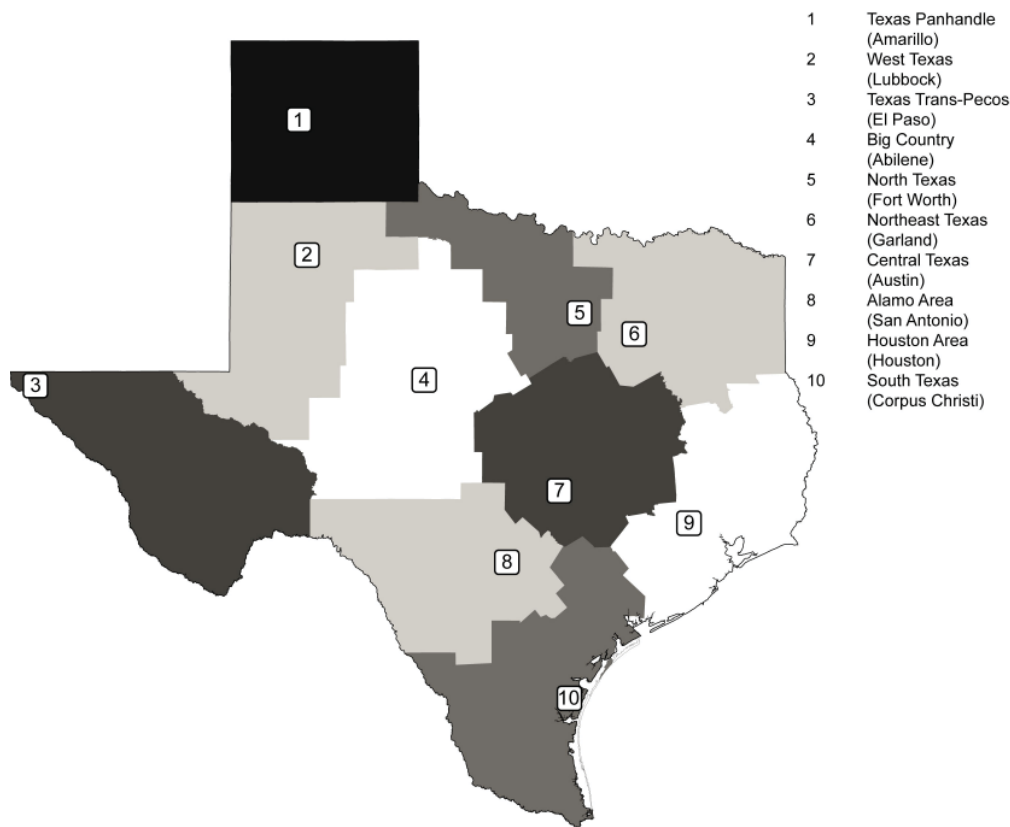 1 Texas Panhandle
(Amarillo)
2 West Texas
(Lubbock)
3 Texas Trans-Pecos
(El Paso)
4 Big Country
(Abilene)
5 North Texas
(Fort Worth)
6 Northeast Texas
(Garland)
7 Central Texas
(Austin)
8 Alamo Area
(San Antonio)
9 Houston Area
(Houston)
10 South Texas
(Corpus Christi)
1
2
5
6
3
4
7
9
8
10